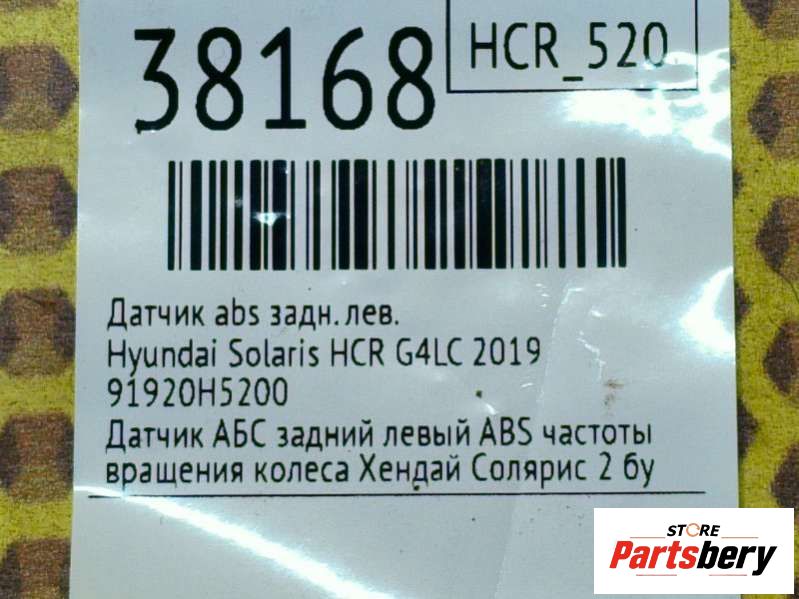 38168
HCR_520
Датчик abs задн. лев.
Hyundai Solaris HCR G4LC 2019
91920H5200
Датчик АБС задний левый ABS частоты
вращения колеса Хендай Солярис 2 бу
STORE
Partsbery